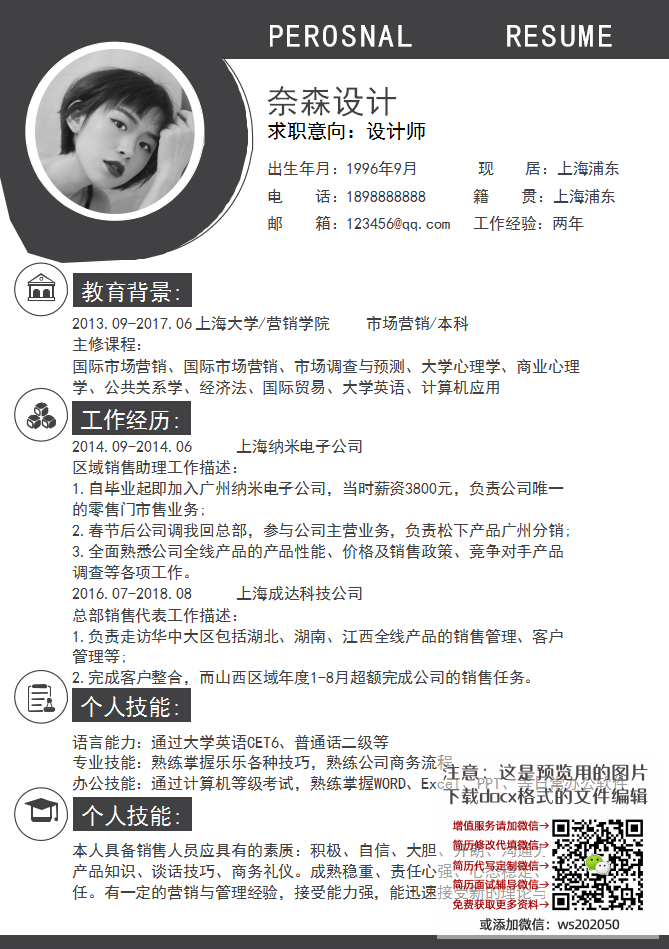 PEROSNAL RESUME
奈森设计
求职意向：设计师
出生年月：1996年9月 现 居：上海浦东
电 话：1898888888 籍 贯：上海浦东
邮 箱：123456@qq.com 工作经验：两年
教育背景：
2013.09-2017.06 上海大学/营销学院 市场营销/本科
主修课程：
国际市场营销、国际市场营销、市场调查与预测、大学心理学、商业心理
学、公共关系学、经济法、国际贸易、大学英语、计算机应用
工作经历：
2014.09-2014.06 上海纳米电子公司
区域销售助理工作描述：
1.自毕业起即加入广州纳米电子公司，当时薪资3800元，负责公司唯一
的零售门市售业务；
2.春节后公司调我回总部，参与公司主营业务，负责松下产品广州分销；
3.全面熟悉公司全线产品的产品性能、价格及销售政策、竞争对手产品
调查等各项工作。
2016.07-2018.08 上海成达科技公司
总部销售代表工作描述：
1.负责走访华中大区包括湖北、湖南、江西全线产品的销售管理、客户
管理等；
2.完成客户整合，而山西区域年度1-8月超额完成公司的销售任务。
个人技能：
语言能力：通过大学英语CET6、普通话二级等
专业技能：熟练掌握乐乐各种技巧，熟练公司商务流程
办公技能：通过计算机等级考试，熟练掌握WORD、Excel、PPT、等日常办公软件
个人技能：
本人具备销售人员应具有的素质：积极、自信、大胆、开朗、沟通力
产品知识、谈话技巧、商务礼仪。成熟稳重、责任心强、心态稳定、
任。有一定的营销与管理经验，接受能力强，能迅速接受新的理论与
注意：这是预览用的图片
下载docx格式的文件编辑
增值服务请加微信→
简历修改代填微信→
简历代写定制微信→
简历面试辅导微信→
免费获取更多资料→
或添加微信：ws202050